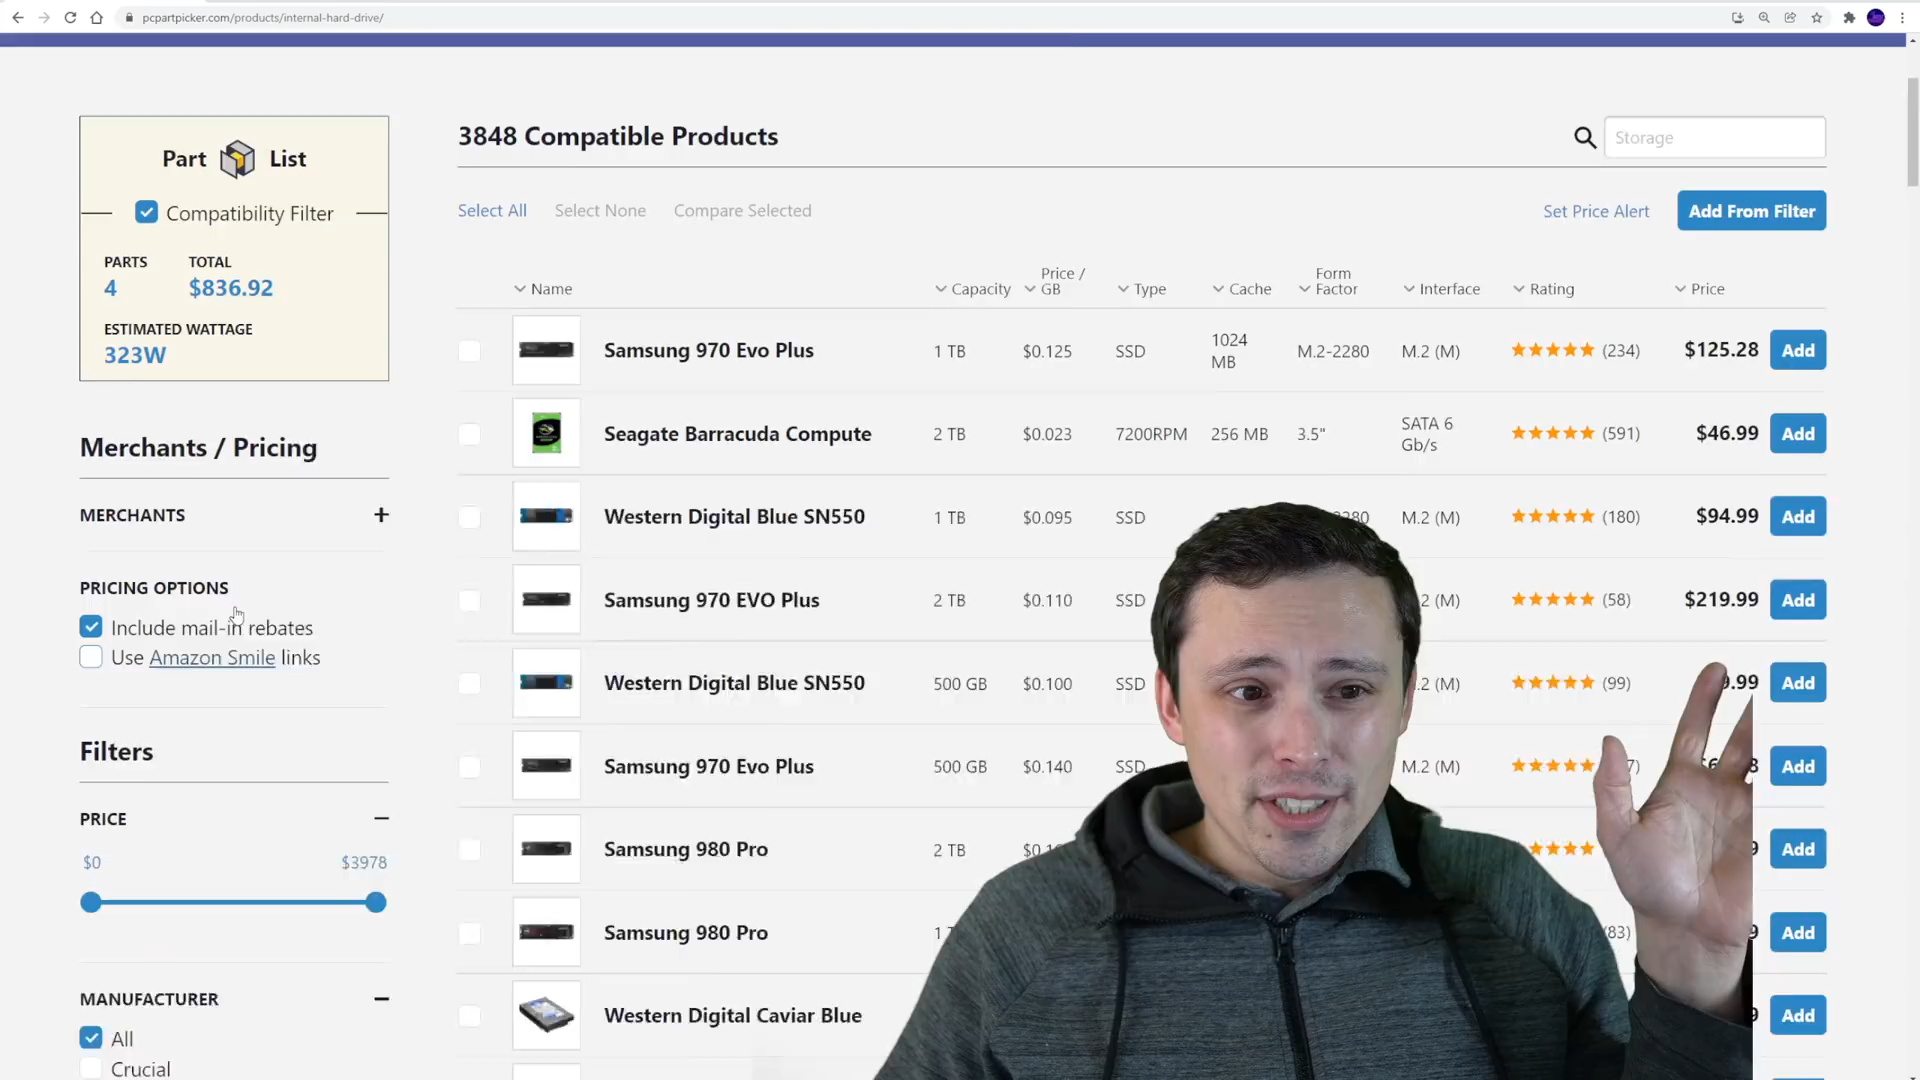 pcpartpicker.com/products/internal-hard-drive/
Part List
Compatibility Filter
PARTS TOTAL
4 $836.92
ESTIMATED WATTAGE
323W
Merchants / Pricing
MERCHANTS
PRICING OPTIONS
Include mail-in rebates
Use Amazon Smile links
Filters
PRICE
$0 $3978
MANUFACTURER
All
Crucial
3848 Compatible Products
Storage
Select All Select None Compare Selected Set Price Alert Add From Filter
Name Capacity Price / GB Type Cache Form Factor Interface Rating Price
Samsung 970 Evo Plus 1 TB $0.125 SSD 1024 MB M.2-2280 M.2 (M) (234) $125.28 Add
Seagate Barracuda Compute 2 TB $0.023 7200RPM 256 MB 3.5" SATA 6 Gb/s (591) $46.99 Add
Western Digital Blue SN550 1 TB $0.095 SSD M.2 (M) (180) $94.99 Add
Samsung 970 EVO Plus 2 TB $0.110 SSD (M) (58) $219.99 Add
Western Digital Blue SN550 500 GB $0.100 SSD (M) (99) Add
Samsung 970 Evo Plus 500 GB $0.140 SSD M.2 (M) Add
Samsung 980 Pro 2 TB Add
Samsung 980 Pro (83) Add
Western Digital Caviar Blue Add